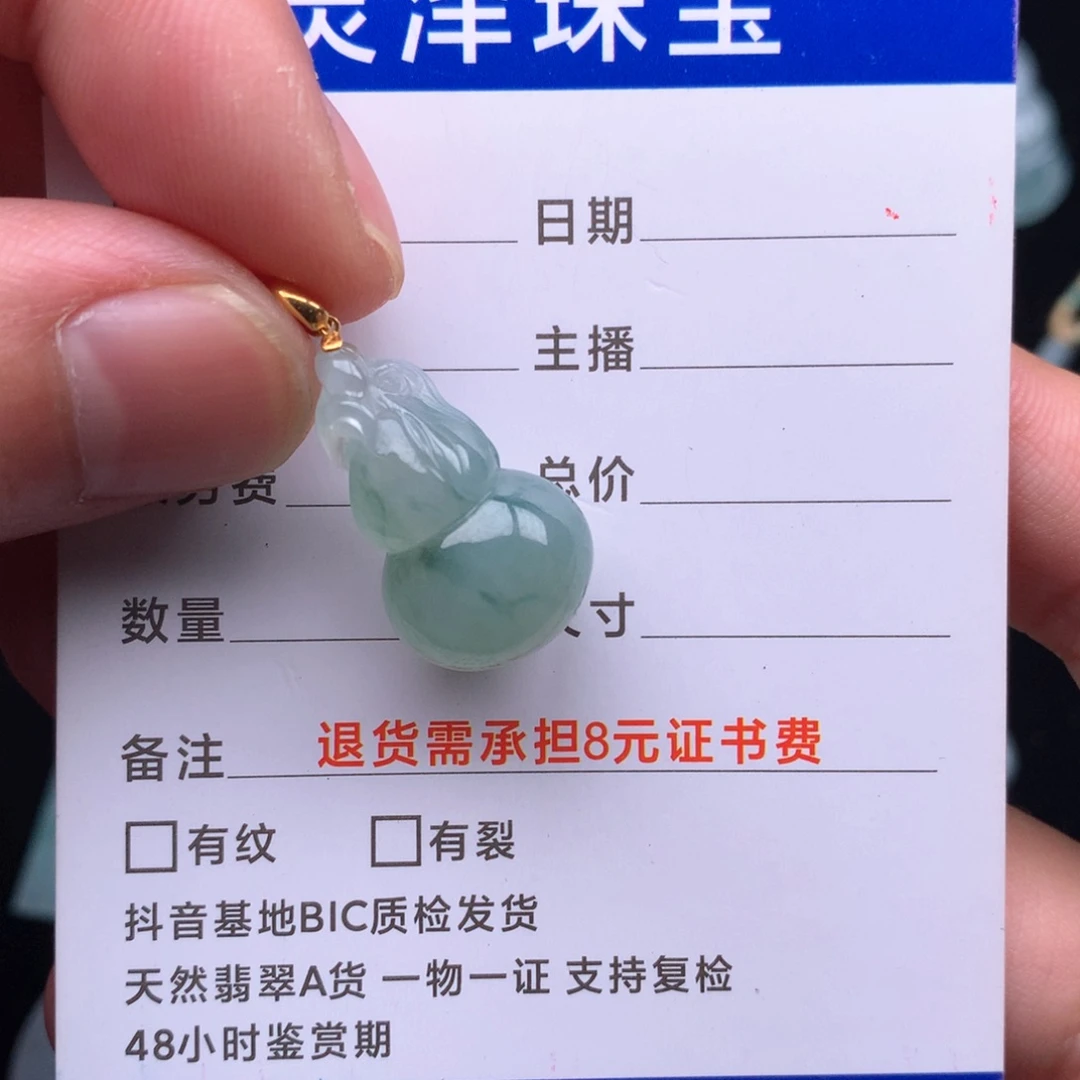 津珠宝
日期
主播
费 总价
数量 寸
备注 退货需承担8元证书费
有纹 有裂
抖音基地BIC质检发货
天然翡翠A货 一物一证 支持复检
48小时鉴赏期